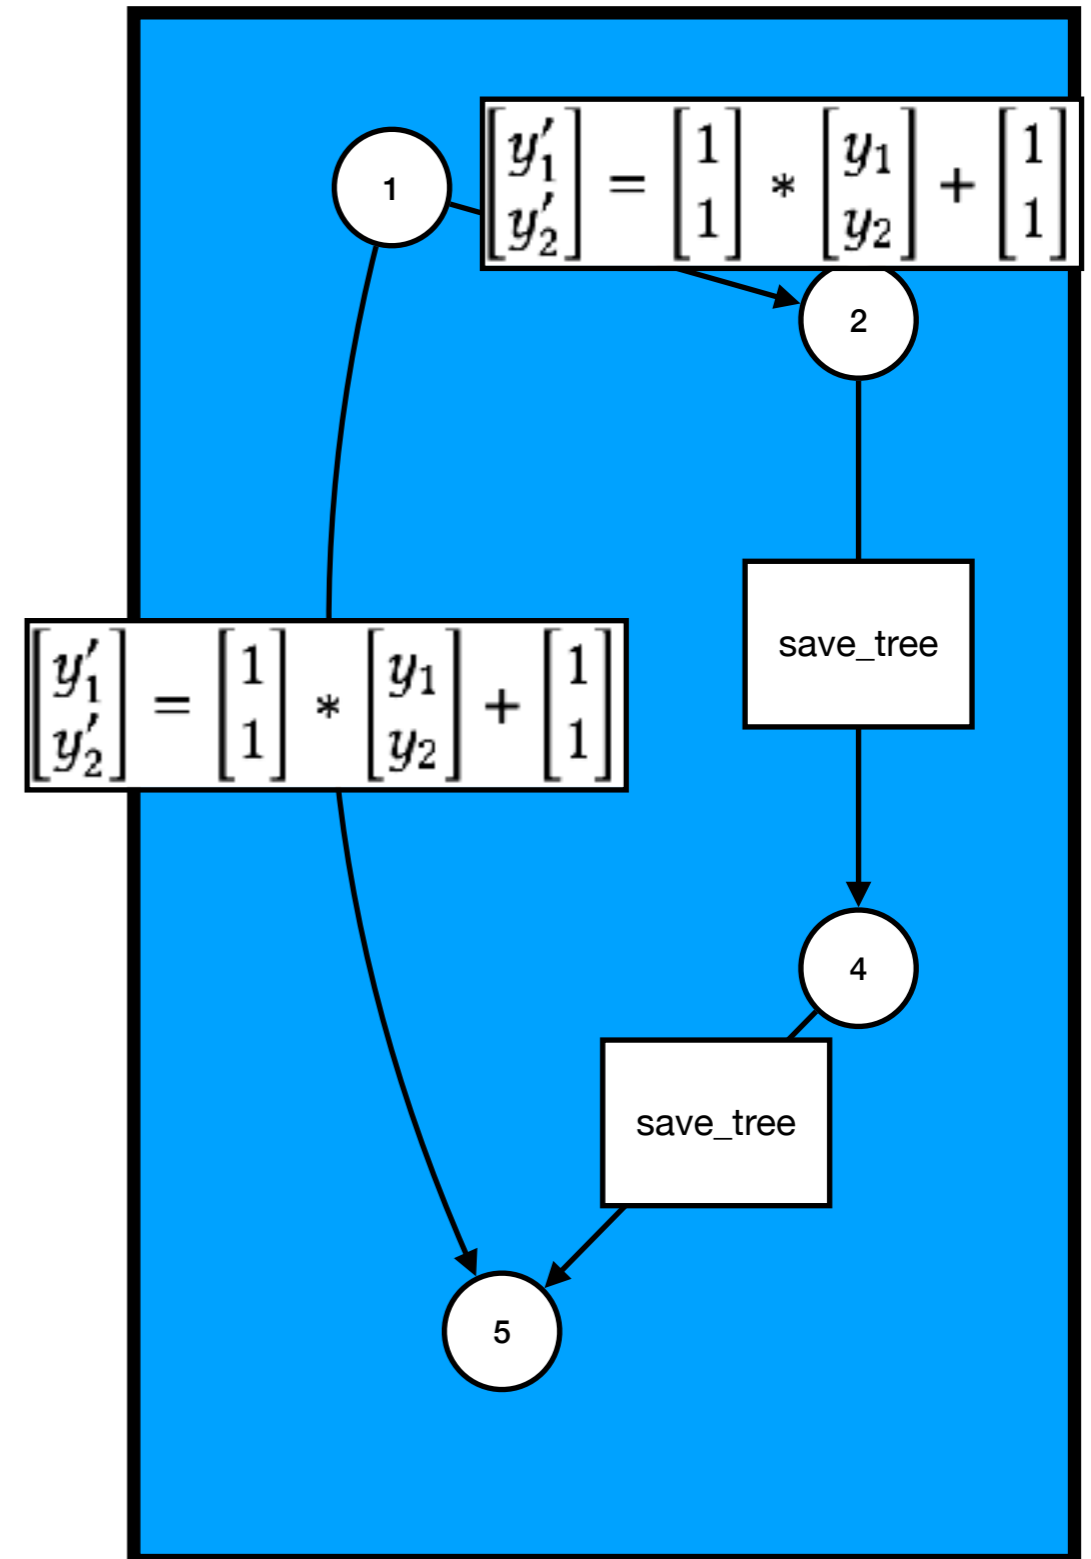 1
[y′₁ y′₂] = [1 1] * [y₁ y₂] + [1 1]
2
save_tree
[y′₁ y′₂] = [1 1] * [y₁ y₂] + [1 1]
4
save_tree
5